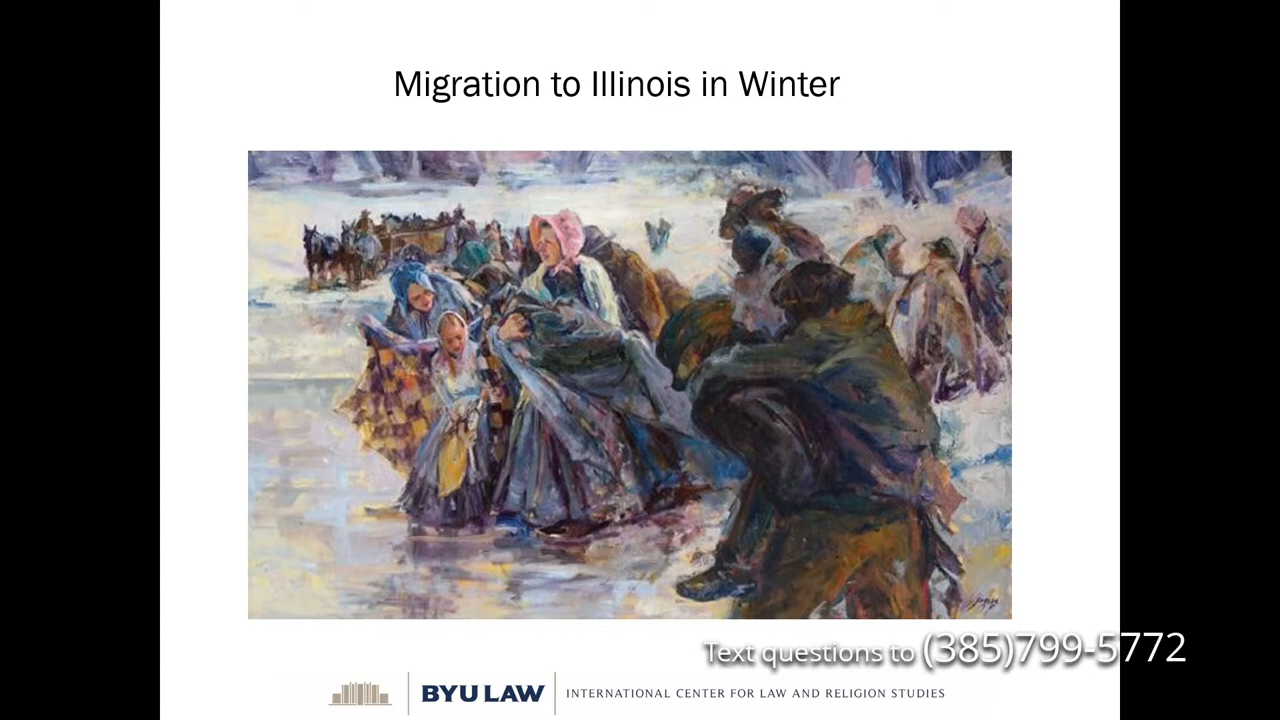 Migration to Illinois in Winter
Text questions to (385)799-5772
BYU LAW
INTERNATIONAL CENTER FOR LAW AND RELIGION STUDIES